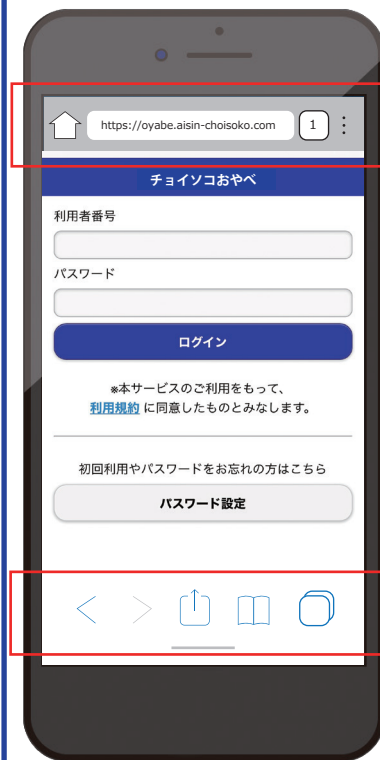 https://oyabe.aisin-choisoko.com
1
チョイソコおやべ
利用者番号
パスワード
ログイン
※本サービスのご利用をもって、
利用規約 に同意したものとみなします。
初回利用やパスワードをお忘れの方はこちら
パスワード設定